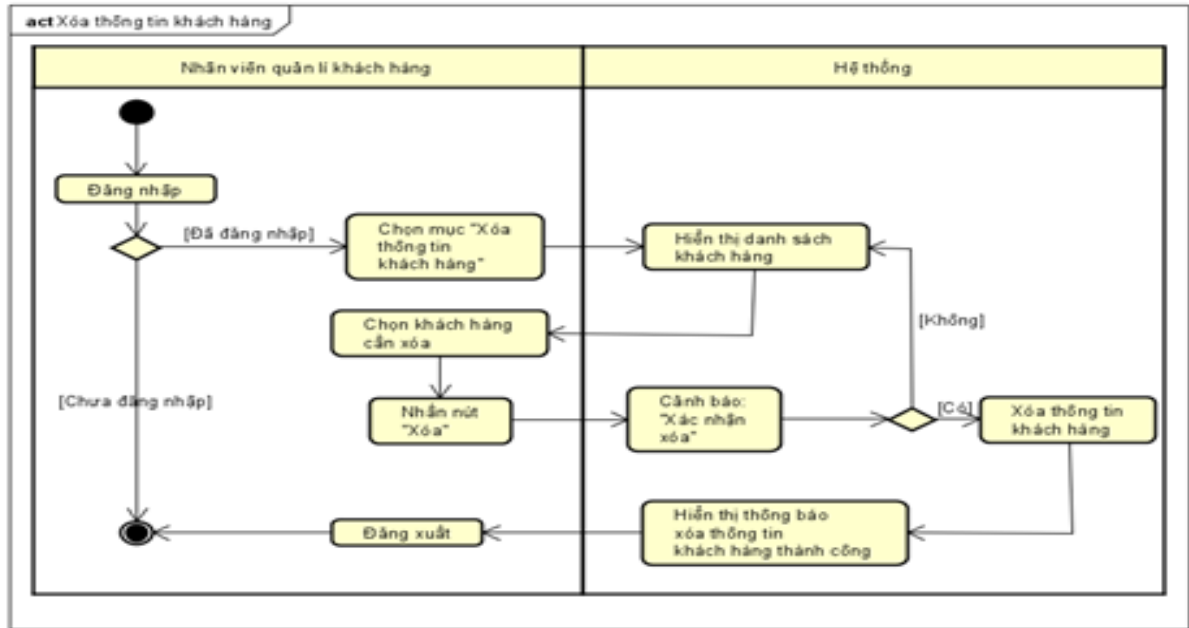 act Xóa thông tin khách hàng
Nhân viên quản lí khách hàng
Hệ thống
Đăng nhập
[Đã đăng nhập]
Chọn mục "Xóa
thông tin
khách hàng"
Hiển thị danh sách
khách hàng
Chọn khách hàng
cần xóa
[Không]
[Chưa đăng nhập]
Nhấn nút
"Xóa"
Cảnh báo:
"Xác nhận
xóa"
[Có]
Xóa thông tin
khách hàng
Hiển thị thông báo
xóa thông tin
khách hàng thành công
Đăng xuất